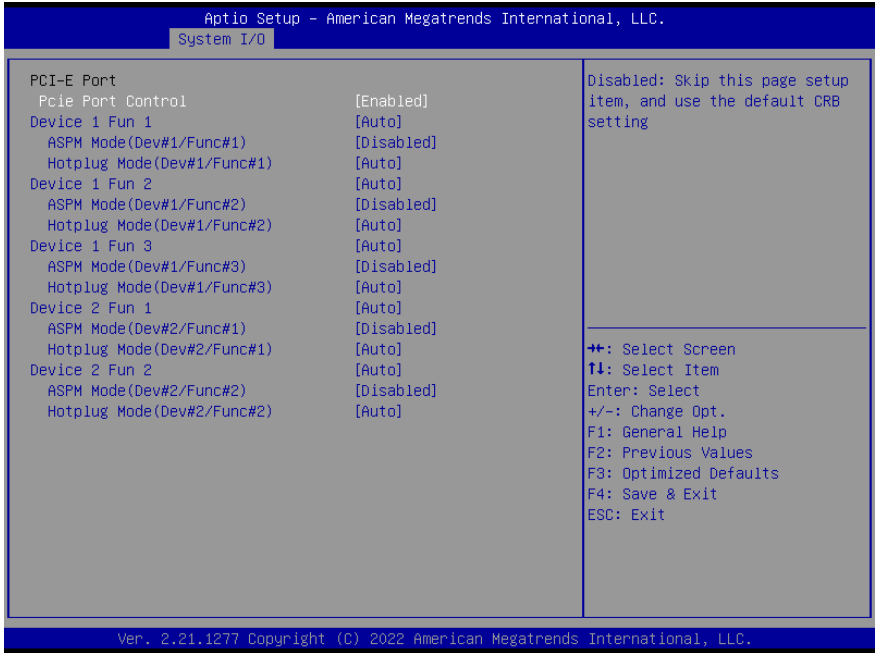 Aptio Setup – American Megatrends International, LLC.
System I/O
PCI-E Port
Pcie Port Control [Enabled]
Device 1 Fun 1 [Auto]
ASPM Mode(Dev#1/Func#1) [Disabled]
Hotplug Mode(Dev#1/Func#1) [Auto]
Device 1 Fun 2 [Auto]
ASPM Mode(Dev#1/Func#2) [Disabled]
Hotplug Mode(Dev#1/Func#2) [Auto]
Device 1 Fun 3 [Auto]
ASPM Mode(Dev#1/Func#3) [Disabled]
Hotplug Mode(Dev#1/Func#3) [Auto]
Device 2 Fun 1 [Auto]
ASPM Mode(Dev#2/Func#1) [Disabled]
Hotplug Mode(Dev#2/Func#1) [Auto]
Device 2 Fun 2 [Auto]
ASPM Mode(Dev#2/Func#2) [Disabled]
Hotplug Mode(Dev#2/Func#2) [Auto]
Disabled: Skip this page setup
item, and use the default CRB
setting
→←: Select Screen
↑↓: Select Item
Enter: Select
+/-: Change Opt.
F1: General Help
F2: Previous Values
F3: Optimized Defaults
F4: Save & Exit
ESC: Exit
Ver. 2.21.1277 Copyright (C) 2022 American Megatrends International, LLC.